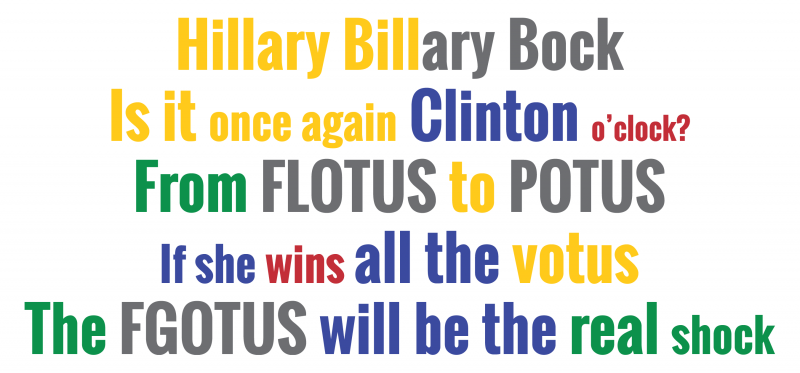 Hillary Billary Bock
Is it once again Clinton o’clock?
From FLOTUS to POTUS
If she wins all the votus
The FGOTUS will be the real shock